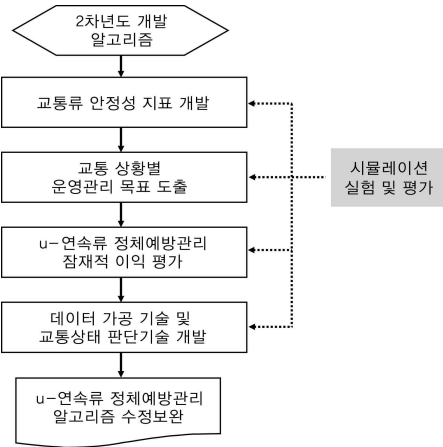 2차년도 개발
알고리즘
교통류 안정성 지표 개발
교통 상황별
운영관리 목표 도출
시뮬레이션
실험 및 평가
u-연속류 정체예방관리
잠재적 이익 평가
데이터 가공 기술 및
교통상태 판단기술 개발
u-연속류 정체예방관리
알고리즘 수정보완